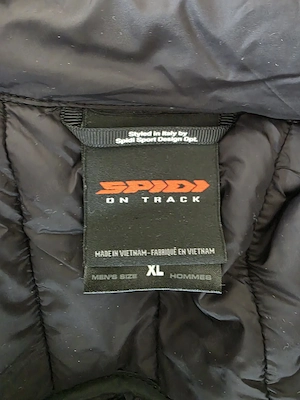 Styled in Italy by
Spidi Sport Design Dpt.
SPIDI
ON TRACK
MADE IN VIETNAM-FABRIQUÉ EN VIETNAM
MEN'S SIZE XL HOMMES